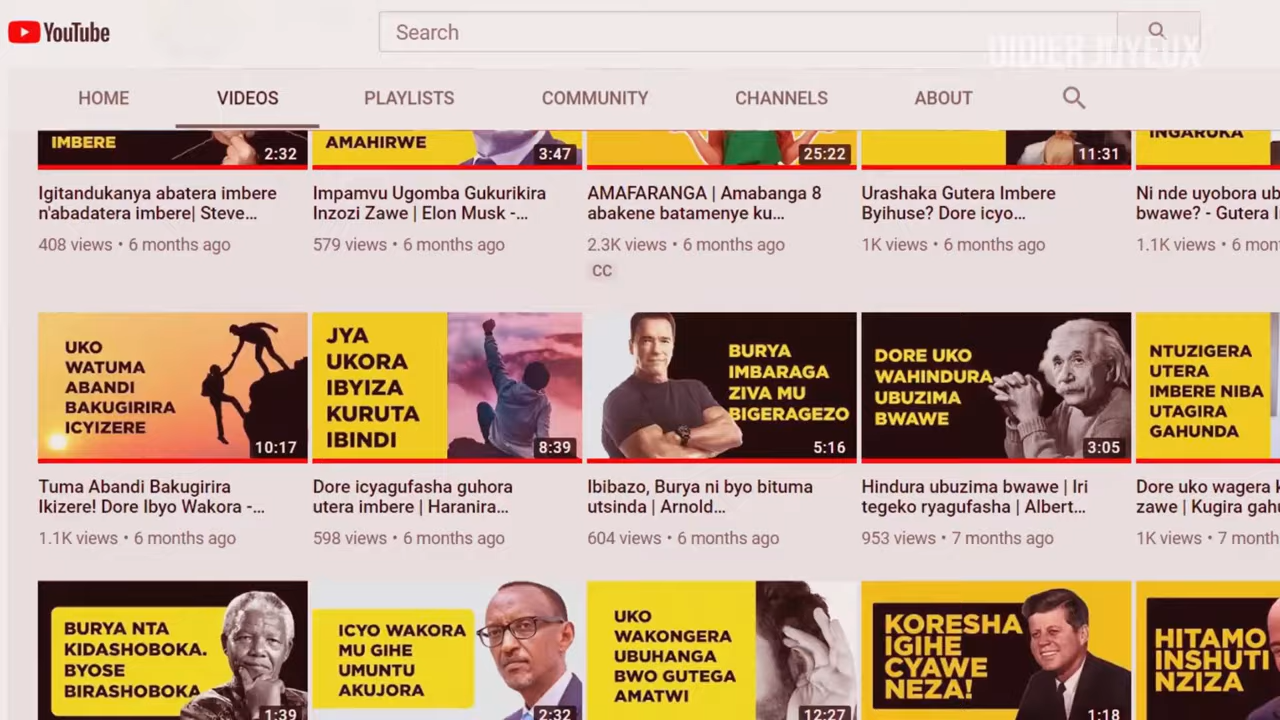 YouTube
Search
DIDIER JOYEUX
HOME VIDEOS PLAYLISTS COMMUNITY CHANNELS ABOUT
IMBERE
2:32
AMAHIRWE
3:47
25:22
11:31
INGARUKA
Igitandukanya abatera imbere
n'abadatera imbere| Steve...
408 views • 6 months ago
Impamvu Ugomba Gukurikira
Inzozi Zawe | Elon Musk -...
579 views • 6 months ago
AMAFARANGA | Amabanga 8
abakene batamenye ku...
2.3K views • 6 months ago
CC
Urashaka Gutera Imbere
Byihuse? Dore icyo...
1K views • 6 months ago
Ni nde uyobora ub
bwawe? - Gutera I
1.1K views • 6 mon
UKO
WATUMA
ABANDI
BAKUGIRIRA
ICYIZERE
10:17
JYA
UKORA
IBYIZA
KURUTA
IBINDI
8:39
BURYA
IMBARAGA
ZIVA MU
BIGERAGEZO
5:16
DORE UKO
WAHINDURA
UBUZIMA
BWAWE
3:05
NTUZIGERA
UTERA
IMBERE NIBA
UTAGIRA
GAHUNDA
Tuma Abandi Bakugirira
Ikizere! Dore Ibyo Wakora -...
1.1K views • 6 months ago
Dore icyagufasha guhora
utera imbere | Haranira...
598 views • 6 months ago
Ibibazo, Burya ni byo bituma
utsinda | Arnold...
604 views • 6 months ago
Hindura ubuzima bwawe | Iri
tegeko ryagufasha | Albert...
953 views • 7 months ago
Dore uko wagera k
zawe | Kugira gahu
1K views • 7 month
BURYA NTA
KIDASHOBOKA.
BYOSE
BIRASHOBOKA
1:39
ICYO WAKORA
MU GIHE
UMUNTU
AKUJORA
2:32
UKO
WAKONGERA
UBUHANGA
BWO GUTEGA
AMATWI
12:27
KORESHA
IGIHE
CYAWE
NEZA!
1:18
HITAMO
INSHUTI
NZIZA